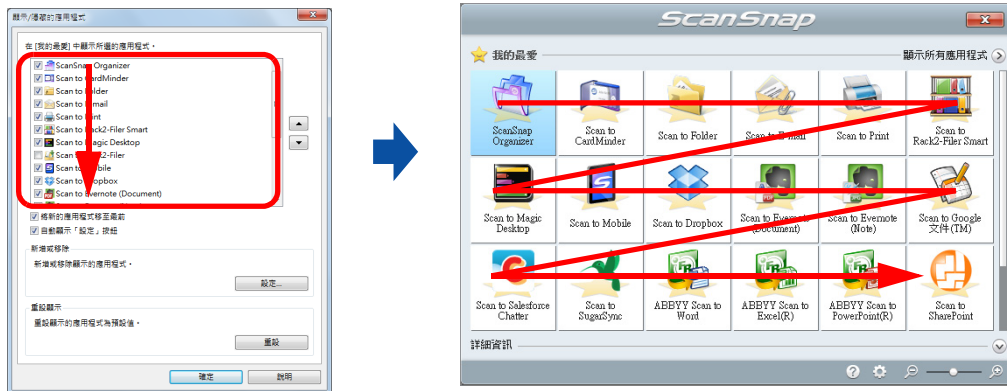 顯示/隱藏的應用程式
在 [我的最愛] 中顯示所選的應用程式。
ScanSnap Organizer
Scan to CardMinder
Scan to Folder
Scan to E-mail
Scan to Print
Scan to Rack2-Filer Smart
Scan to Magic Desktop
Scan to Rack2-Filer
Scan to Mobile
Scan to Dropbox
Scan to Evernote (Document)
將新的應用程式移至最前
自動顯示「設定」按鈕
新增或移除
新增或移除顯示的應用程式。
設定...
重設顯示
重設顯示的應用程式為預設值。
重設
確定 說明
ScanSnap
我的最愛 顯示所有應用程式
ScanSnap Organizer
Scan to CardMinder
Scan to Folder
Scan to E-mail
Scan to Print
Scan to Rack2-Filer Smart
Scan to Magic Desktop
Scan to Mobile
Scan to Dropbox
Scan to Evernote (Document)
Scan to Evernote (Note)
Scan to Google 文件(TM)
Scan to Salesforce Chatter
Scan to SugarSync
ABBYY Scan to Word
ABBYY Scan to Excel(R)
ABBYY Scan to PowerPoint(R)
Scan to SharePoint
詳細資訊